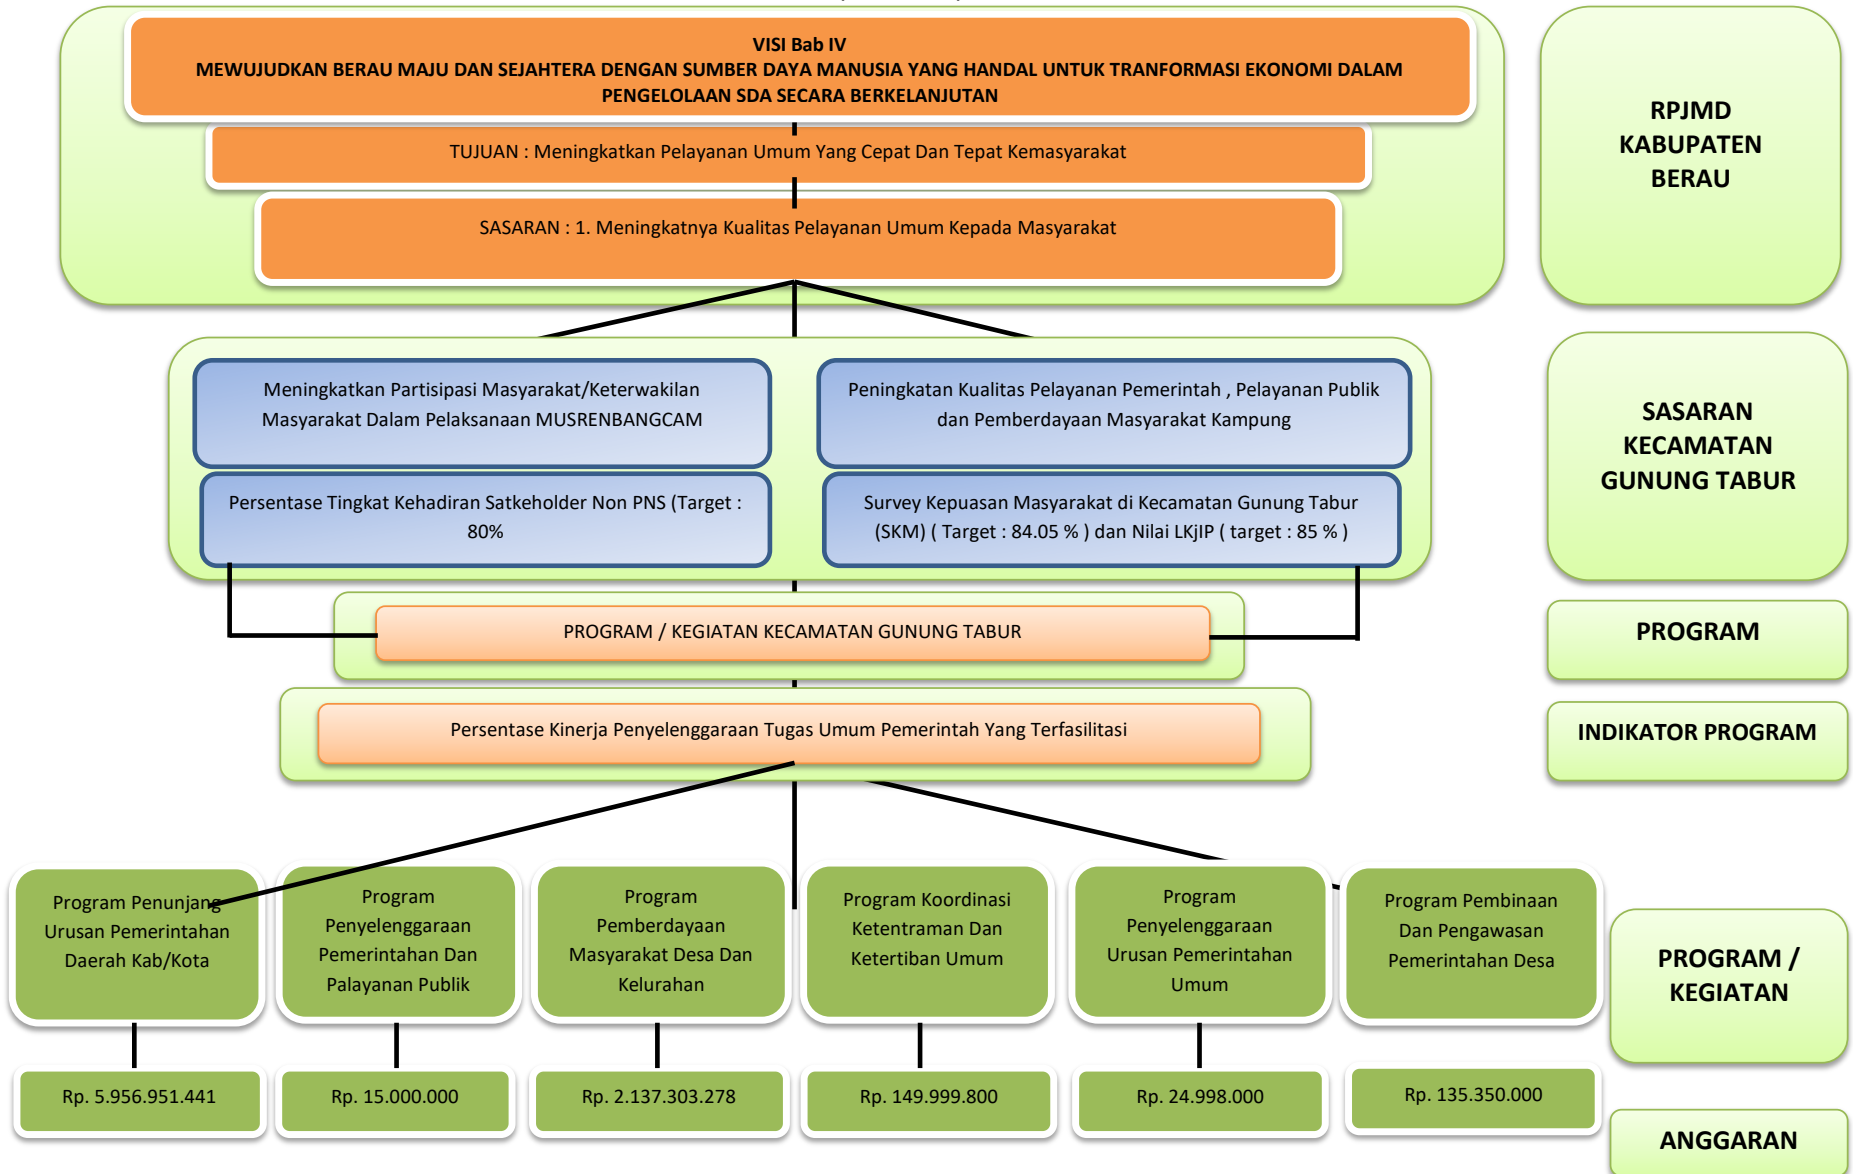 VISI Bab IV
MEWUJUDKAN BERAU MAJU DAN SEJAHTERA DENGAN SUMBER DAYA MANUSIA YANG HANDAL UNTUK TRANFORMASI EKONOMI DALAM
PENGELOLAAN SDA SECARA BERKELANJUTAN
TUJUAN : Meningkatkan Pelayanan Umum Yang Cepat Dan Tepat Kemasyarakat
SASARAN : 1. Meningkatnya Kualitas Pelayanan Umum Kepada Masyarakat
RPJMD
KABUPATEN
BERAU
Meningkatkan Partisipasi Masyarakat/Keterwakilan
Masyarakat Dalam Pelaksanaan MUSRENBANGCAM
Peningkatan Kualitas Pelayanan Pemerintah , Pelayanan Publik
dan Pemberdayaan Masyarakat Kampung
Persentase Tingkat Kehadiran Satkeholder Non PNS (Target :
80%
Survey Kepuasan Masyarakat di Kecamatan Gunung Tabur
(SKM) ( Target : 84.05 % ) dan Nilai LKjIP ( target : 85 % )
SASARAN
KECAMATAN
GUNUNG TABUR
PROGRAM / KEGIATAN KECAMATAN GUNUNG TABUR
PROGRAM
Persentase Kinerja Penyelenggaraan Tugas Umum Pemerintah Yang Terfasilitasi
INDIKATOR PROGRAM
Program Penunjang
Urusan Pemerintahan
Daerah Kab/Kota
Program
Penyelenggaraan
Pemerintahan Dan
Palayanan Publik
Program
Pemberdayaan
Masyarakat Desa Dan
Kelurahan
Program Koordinasi
Ketentraman Dan
Ketertiban Umum
Program
Penyelenggaraan
Urusan Pemerintahan
Umum
Program Pembinaan
Dan Pengawasan
Pemerintahan Desa
PROGRAM /
KEGIATAN
Rp. 5.956.951.441
Rp. 15.000.000
Rp. 2.137.303.278
Rp. 149.999.800
Rp. 24.998.000
Rp. 135.350.000
ANGGARAN